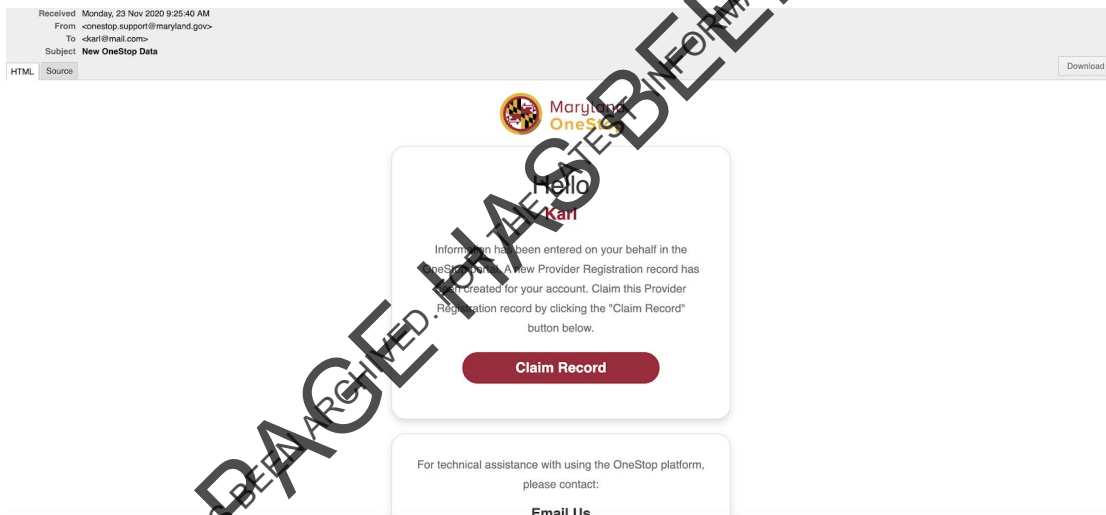 Received Monday, 23 Nov 2020 9:25:40 AM
From <onestop.support@maryland.gov>
To <karl@mail.com>
Subject New OneStop Data
HTML Source
Download
Maryland
OneStop
Hello
Karl
Information has been entered on your behalf in the
OneStop portal. A new Provider Registration record has
been created for your account. Claim this Provider
Registration record by clicking the "Claim Record"
button below.
Claim Record
For technical assistance with using the OneStop platform,
please contact:
Email Us
PAGE HAS
BEEN ARCHIVED. FOR THE LATEST